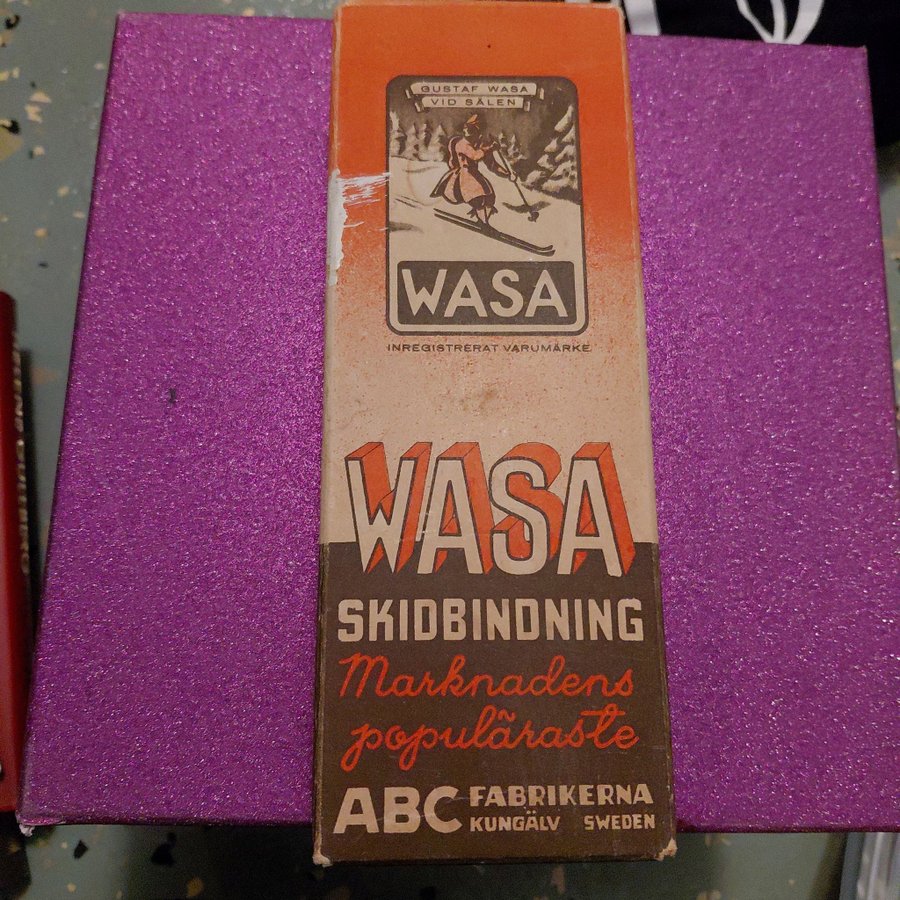 GUSTAF WASA
VID SÄLEN
WASA
INREGISTRERAT VARUMÄRKE
WASA
SKIDBINDNING
Marknadens
populäraste
ABC FABRIKERNA
KUNGÄLV SWEDEN